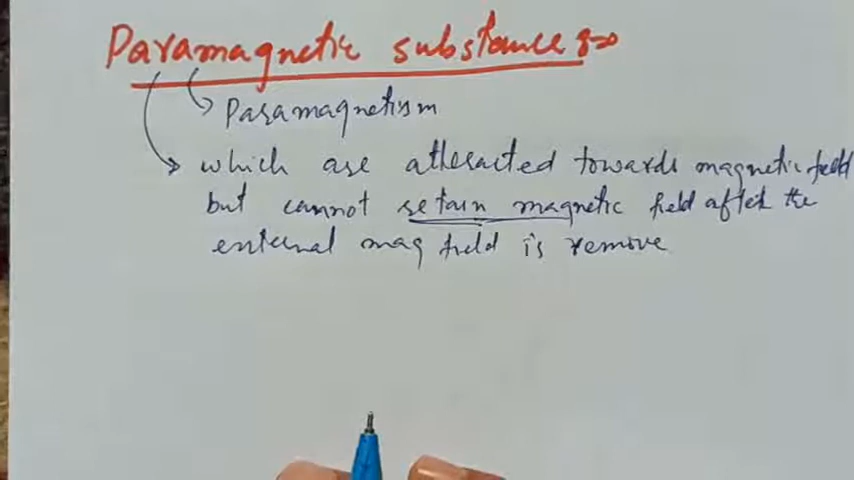 Paramagnetic substance :-
Paramagnetism
which are attracted towards magnetic field
but cannot retain magnetic field after the
external mag field is remove